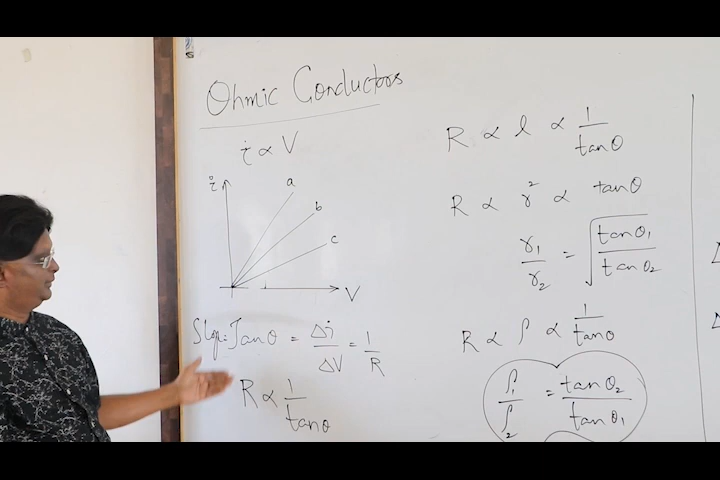 Ohmic Conductors
i ∝ V
i
a
b
c
V
Slop: Tanθ = Δi/ΔV = 1/R
R ∝ 1/tanθ
R ∝ l ∝ 1/tanθ
R ∝ r² ∝ tanθ
r₁/r₂ = √(tanθ₁/tanθ₂)
R ∝ ρ ∝ 1/tanθ
ρ₁/ρ₂ = tanθ₂/tanθ₁